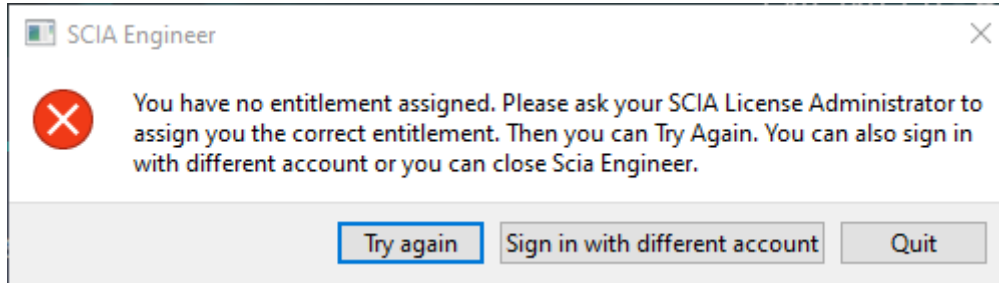 SCIA Engineer
You have no entitlement assigned. Please ask your SCIA License Administrator to
assign you the correct entitlement. Then you can Try Again. You can also sign in
with different account or you can close Scia Engineer.
Try again
Sign in with different account
Quit